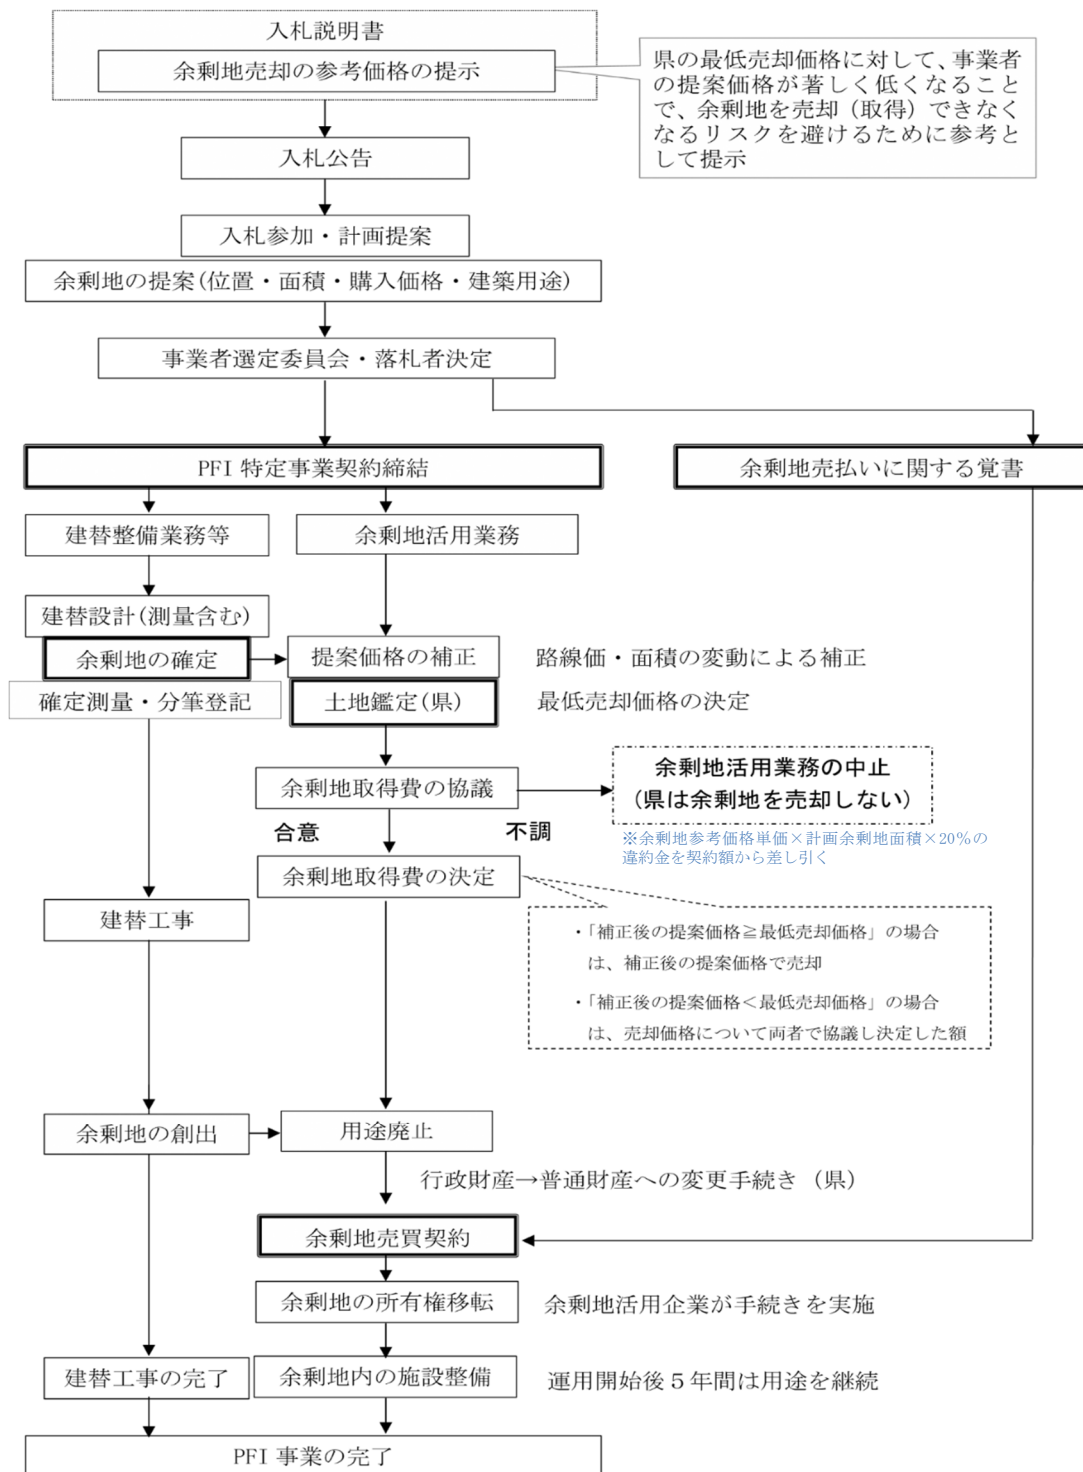 入札説明書
余剰地売却の参考価格の提示
県の最低売却価格に対して、事業者
の提案価格が著しく低くなること
で、余剰地を売却（取得）できなく
なるリスクを避けるために参考と
して提示
入札公告
入札参加・計画提案
余剰地の提案(位置・面積・購入価格・建築用途)
事業者選定委員会・落札者決定
PFI 特定事業契約締結
余剰地売払いに関する覚書
建替整備業務等
余剰地活用業務
建替設計(測量含む)
余剰地の確定
提案価格の補正
路線価・面積の変動による補正
確定測量・分筆登記
土地鑑定(県)
最低売却価格の決定
余剰地取得費の協議
余剰地活用業務の中止
（県は余剰地を売却しない）
合意
不調
※余剰地参考価格単価×計画余剰地面積×20%の
違約金を契約額から差し引く
余剰地取得費の決定
建替工事
・「補正後の提案価格≧最低売却価格」の場合
は、補正後の提案価格で売却
・「補正後の提案価格＜最低売却価格」の場合
は、売却価格について両者で協議し決定した額
余剰地の創出
用途廃止
行政財産→普通財産への変更手続き（県）
余剰地売買契約
余剰地の所有権移転
余剰地活用企業が手続きを実施
建替工事の完了
余剰地内の施設整備
運用開始後５年間は用途を継続
PFI 事業の完了